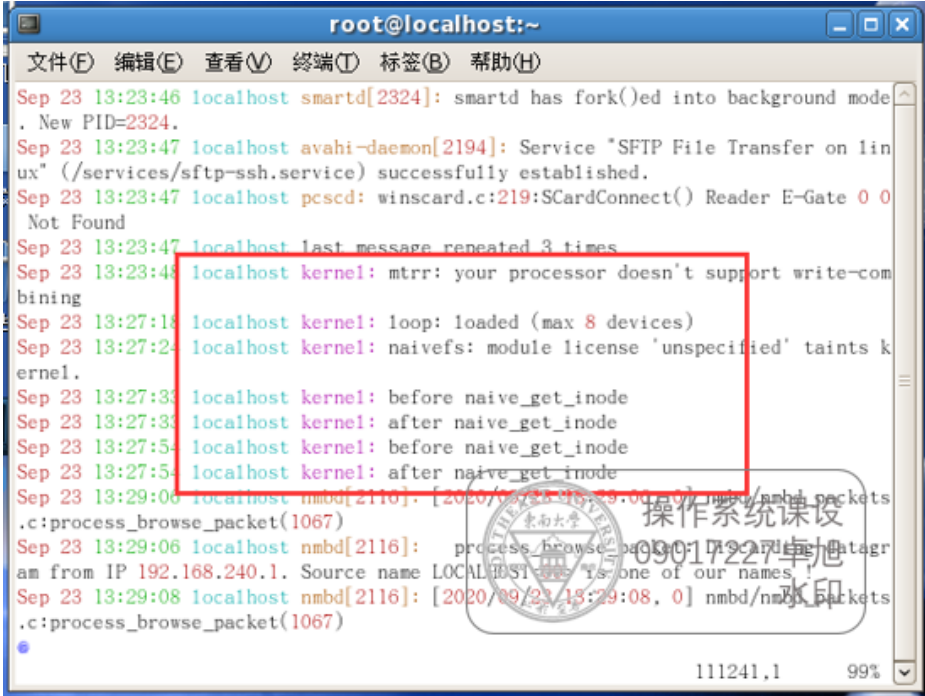 root@localhost:~
文件(F) 编辑(E) 查看(V) 终端(T) 标签(B) 帮助(H)
Sep 23 13:23:46 localhost smartd[2324]: smartd has fork()ed into background mode
. New PID=2324.
Sep 23 13:23:47 localhost avahi-daemon[2194]: Service "SFTP File Transfer on lin
ux" (/services/sftp-ssh.service) successfully established.
Sep 23 13:23:47 localhost pcscd: winscard.c:219:SCardConnect() Reader E-Gate 0 0
Not Found
Sep 23 13:23:47 localhost last message repeated 3 times
Sep 23 13:23:48 localhost kernel: mtrr: your processor doesn't support write-com
bining
Sep 23 13:27:18 localhost kernel: loop: loaded (max 8 devices)
Sep 23 13:27:24 localhost kernel: naivefs: module license 'unspecified' taints k
ernel.
Sep 23 13:27:33 localhost kernel: before naive_get_inode
Sep 23 13:27:33 localhost kernel: after naive_get_inode
Sep 23 13:27:54 localhost kernel: before naive_get_inode
Sep 23 13:27:54 localhost kernel: after naive_get_inode
Sep 23 13:29:06 localhost nmbd[2116]: [2020/09/23 13:29:06, 0] nmbd/nmbd_packets
.c:process_browse_packet(1067)
Sep 23 13:29:06 localhost nmbd[2116]: process_browse_packet: Discarding datagr
am from IP 192.168.240.1. Source name LOCALHOST is one of our names !
Sep 23 13:29:08 localhost nmbd[2116]: [2020/09/23 13:29:08, 0] nmbd/nmbd_packets
.c:process_browse_packet(1067)
111241,1 99%
操作系统课设
09017227卓旭
水印
東南大學